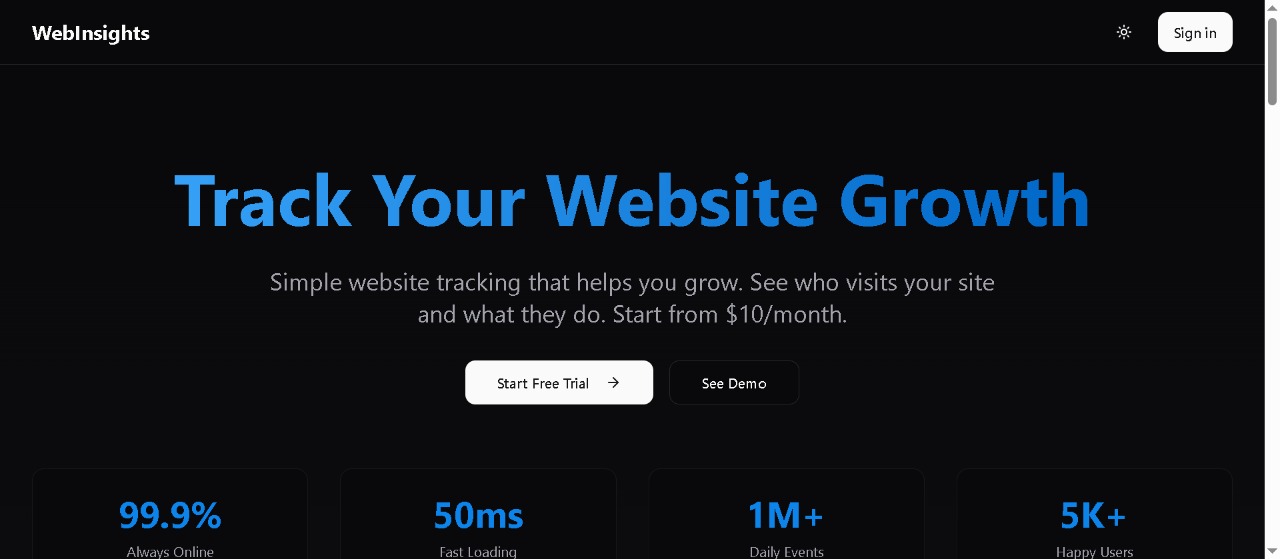 WebInsights
Sign in
Track Your Website Growth
Simple website tracking that helps you grow. See who visits your site
and what they do. Start from $10/month.
Start Free Trial →
See Demo
99.9%
Always Online
50ms
Fast Loading
1M+
Daily Events
5K+
Happy Users